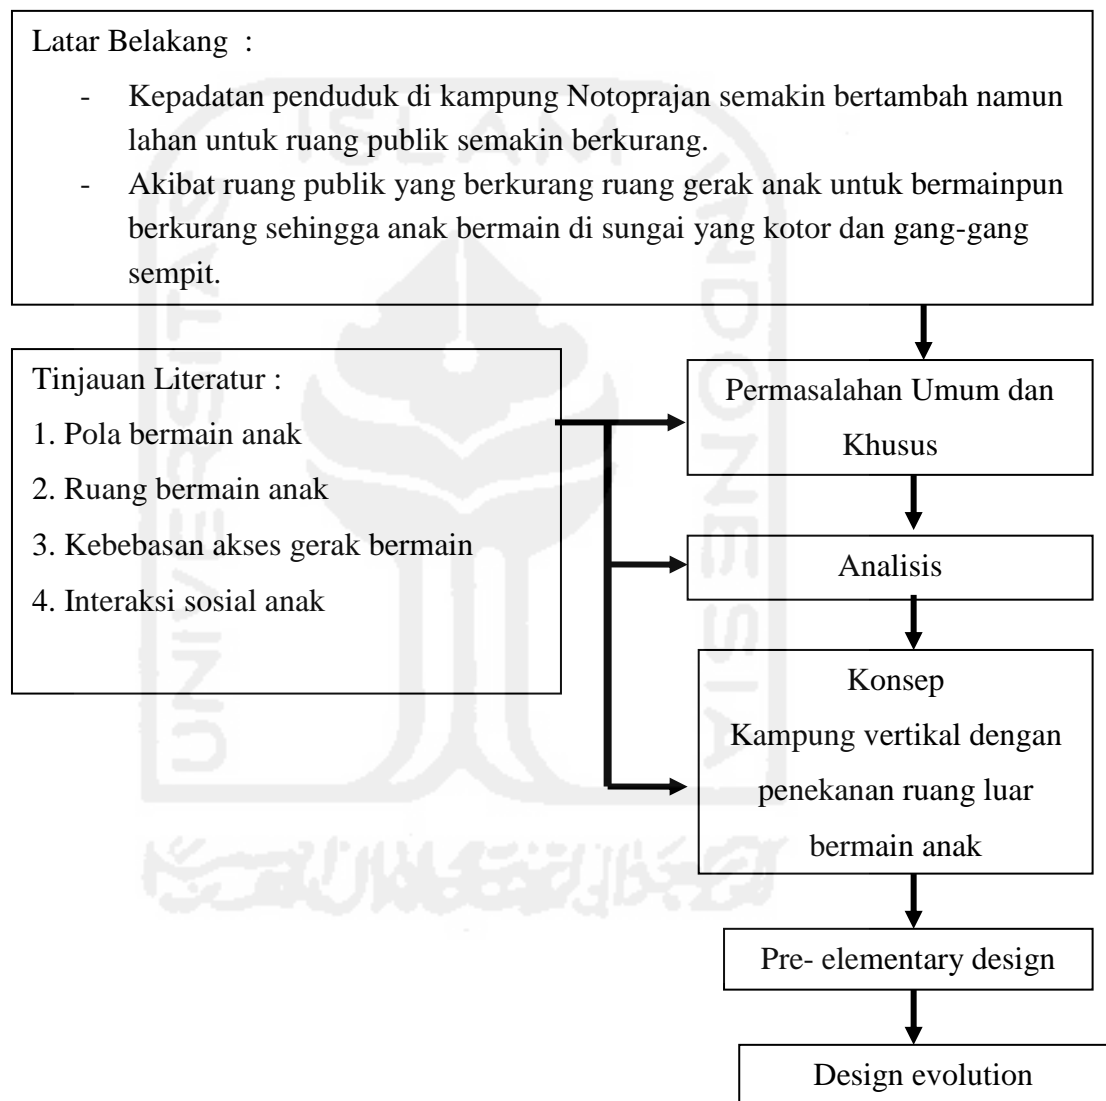 Latar Belakang :
- Kepadatan penduduk di kampung Notoprajan semakin bertambah namun
lahan untuk ruang publik semakin berkurang.
- Akibat ruang publik yang berkurang ruang gerak anak untuk bermainpun
berkurang sehingga anak bermain di sungai yang kotor dan gang-gang
sempit.
Tinjauan Literatur :
1. Pola bermain anak
2. Ruang bermain anak
3. Kebebasan akses gerak bermain
4. Interaksi sosial anak
Permasalahan Umum dan
Khusus
Analisis
Konsep
Kampung vertikal dengan
penekanan ruang luar
bermain anak
Pre- elementary design
Design evolution
UNIVERSITAS
ISLAM
INDONESIA